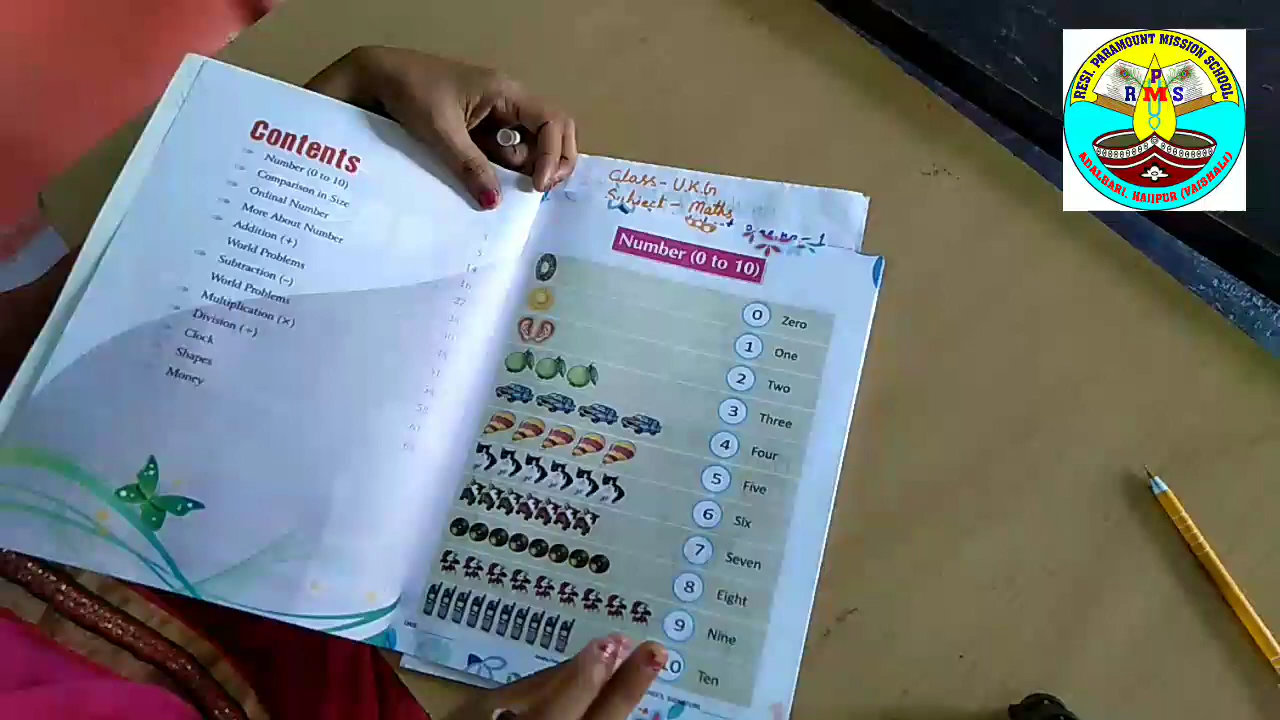 Contents
Number (0 to 10)
Comparison in Size
Ordinal Number
More About Number
Addition (+)
World Problems
Subtraction (-)
World Problems
Multiplication (×)
Division (÷)
Clock
Shapes
Money
Class - U.K.G
Subject - Maths
Number (0 to 10)
0 Zero
1 One
2 Two
3 Three
4 Four
5 Five
6 Six
7 Seven
8 Eight
9 Nine
10 Ten
RESI. PARAMOUNT MISSION SCHOOL
R P M S
ADALBARI, HAJIPUR (VAISHALI)